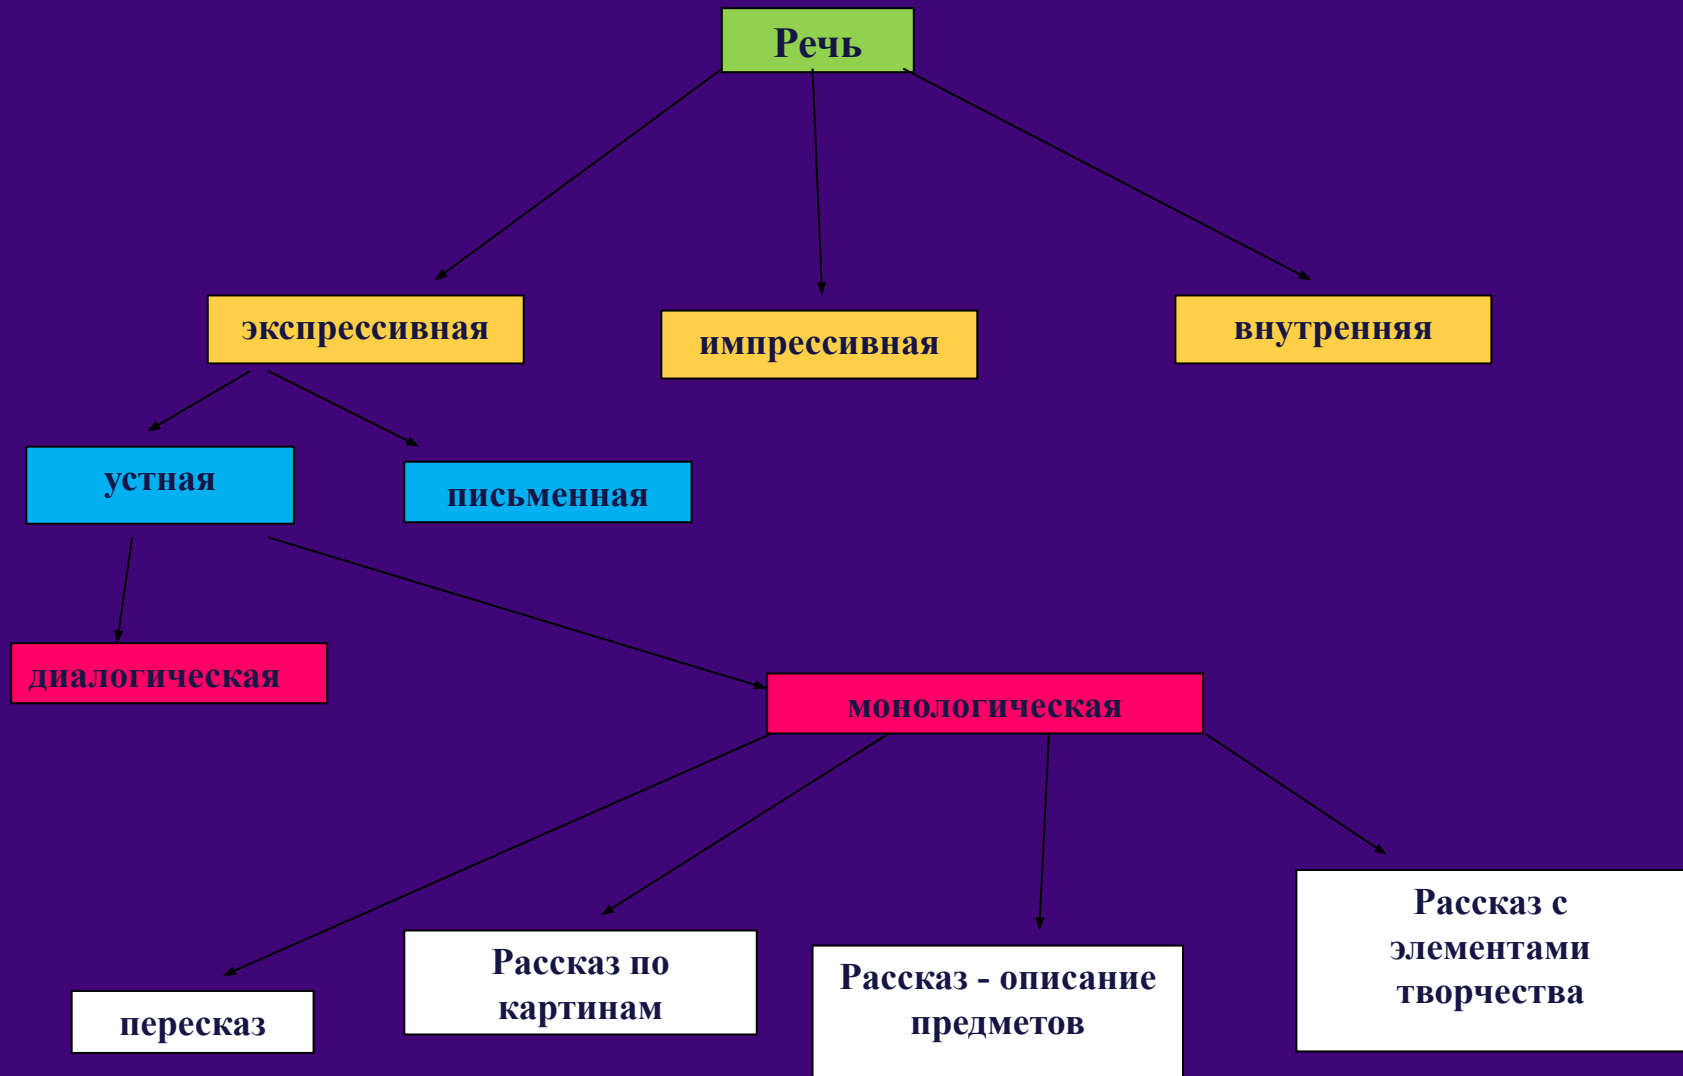 Речь
экспрессивная
импрессивная
внутренняя
устная
письменная
диалогическая
монологическая
пересказ
Рассказ по
картинам
Рассказ - описание
предметов
Рассказ с
элементами
творчества